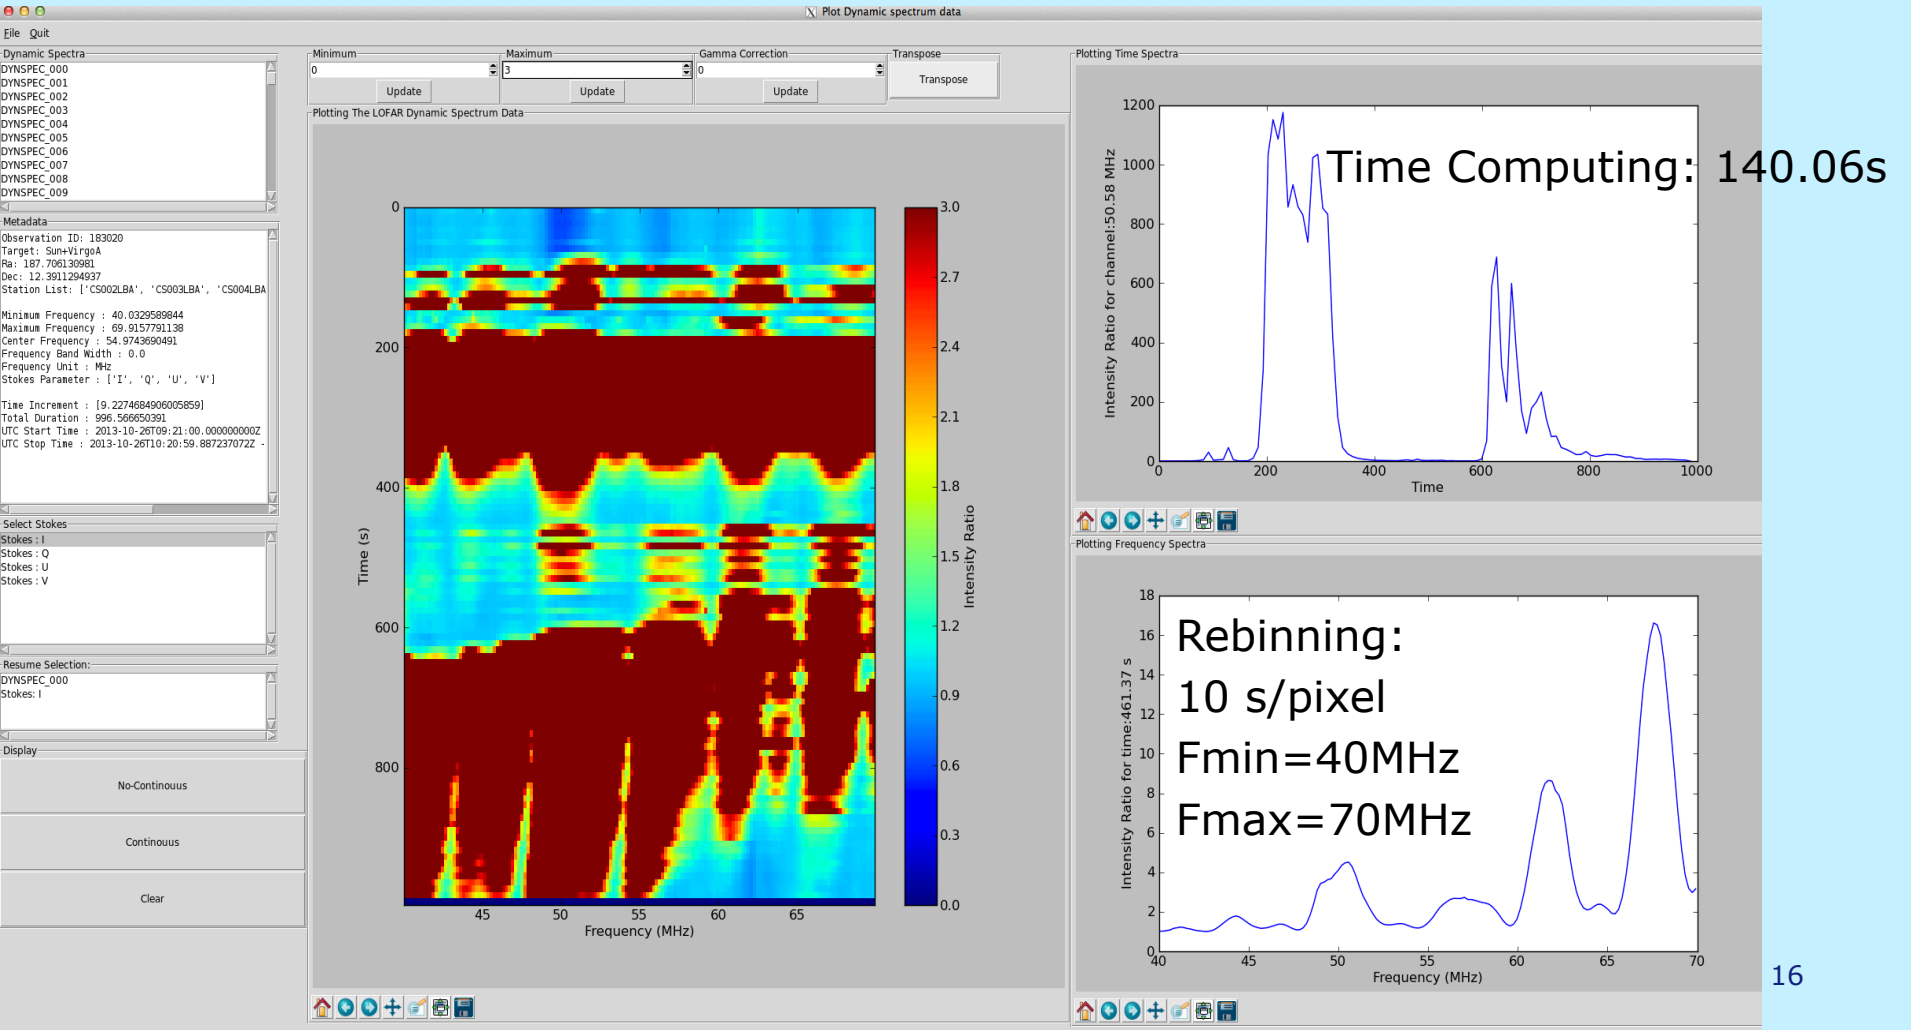 Plot Dynamic spectrum data
File Quit
Dynamic Spectra
DYNSPEC_000
DYNSPEC_001
DYNSPEC_002
DYNSPEC_003
DYNSPEC_004
DYNSPEC_005
DYNSPEC_006
DYNSPEC_007
DYNSPEC_008
DYNSPEC_009
Metadata
Observation ID: 183020
Target: Sun+VirgoA
Ra: 187.706130981
Dec: 12.3911294937
Station List: ['CS002LBA', 'CS003LBA', 'CS004LBA
Minimum Frequency : 40.0329589844
Maximum Frequency : 69.9157791138
Center Frequency : 54.9743690491
Frequency Band Width : 0.0
Frequency Unit : MHz
Stokes Parameter : ['I', 'Q', 'U', 'V']
Time Increment : [9.2274684906005859]
Total Duration : 996.566650391
UTC Start Time : 2013-10-26T09:21:00.000000000Z
UTC Stop Time : 2013-10-26T10:20:59.887237072Z -
Select Stokes
Stokes : I
Stokes : Q
Stokes : U
Stokes : V
Resume Selection:
DYNSPEC_000
Stokes: I
Display
No-Continouus
Continouus
Clear
Minimum
0
Update
Maximum
3
Update
Gamma Correction
0
Update
Transpose
Transpose
Plotting The LOFAR Dynamic Spectrum Data
0
200
400
600
800
Time (s)
45 50 55 60 65
Frequency (MHz)
3.0
2.7
2.4
2.1
1.8
1.5
1.2
0.9
0.6
0.3
0.0
Intensity Ratio
Plotting Time Spectra
1200
1000
800
600
400
200
0
Intensity Ratio for channel:50.58 MHz
0 200 400 600 800 1000
Time
Time Computing: 140.06s
Plotting Frequency Spectra
18
16
14
12
10
8
6
4
2
0
Intensity Ratio for time:461.37 s
40 45 50 55 60 65 70
Frequency (MHz)
Rebinning:
10 s/pixel
Fmin=40MHz
Fmax=70MHz
16